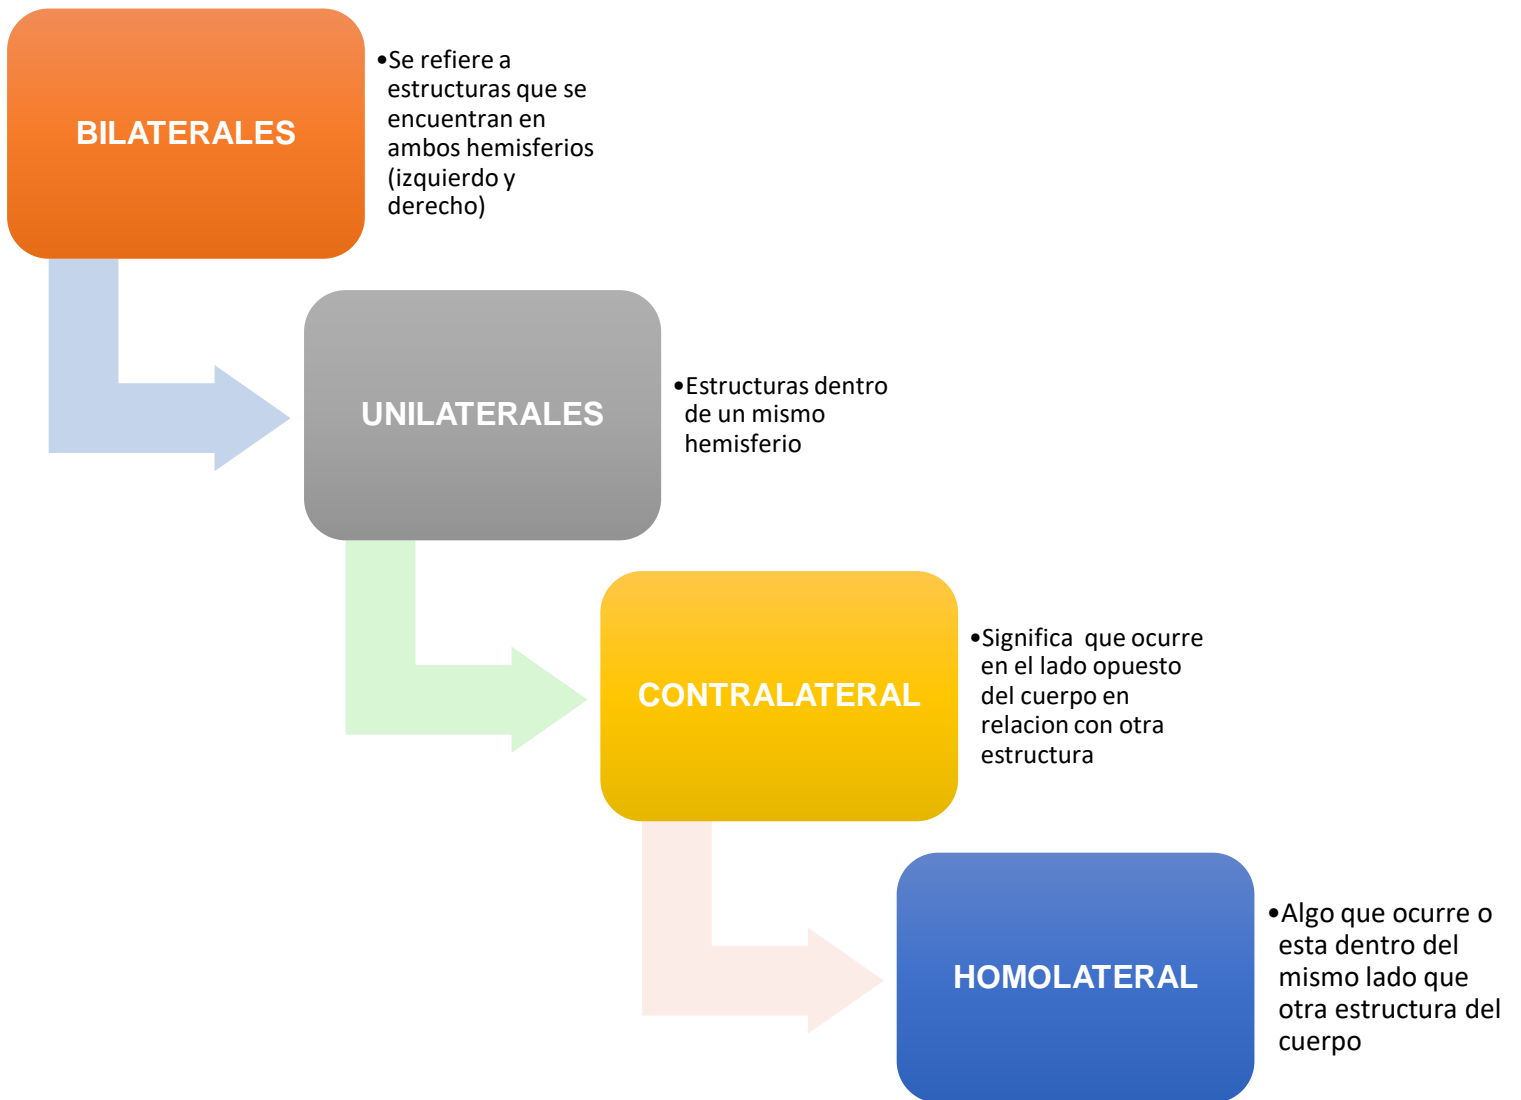 BILATERALES
•Se refiere a
estructuras que se
encuentran en
ambos hemisferios
(izquierdo y
derecho)
UNILATERALES
•Estructuras dentro
de un mismo
hemisferio
CONTRALATERAL
•Significa  que ocurre
en el lado opuesto
del cuerpo en
relacion con otra
estructura
HOMOLATERAL
•Algo que ocurre o
esta dentro del
mismo lado que
otra estructura del
cuerpo